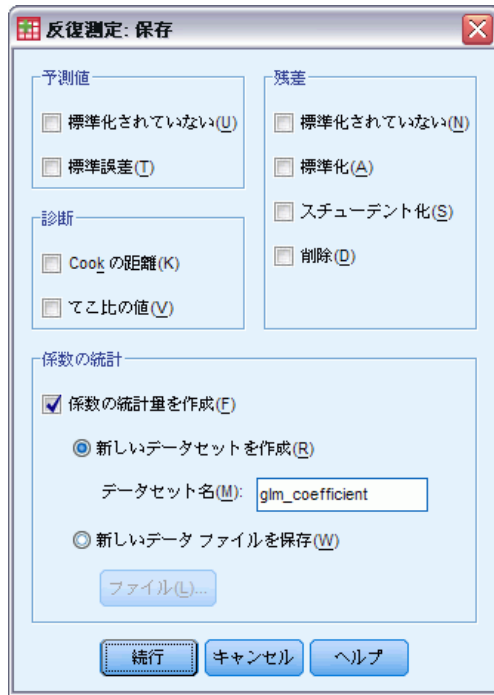 反復測定: 保存
予測値
標準化されていない(U)
標準誤差(T)
診断
Cook の距離(K)
てこ比の値(V)
残差
標準化されていない(N)
標準化(A)
スチューデント化(S)
削除(D)
係数の統計
係数の統計量を作成(F)
新しいデータセットを作成(R)
データセット名(M): glm_coefficient
新しいデータ ファイルを保存(W)
ファイル(L)...
続行 キャンセル ヘルプ